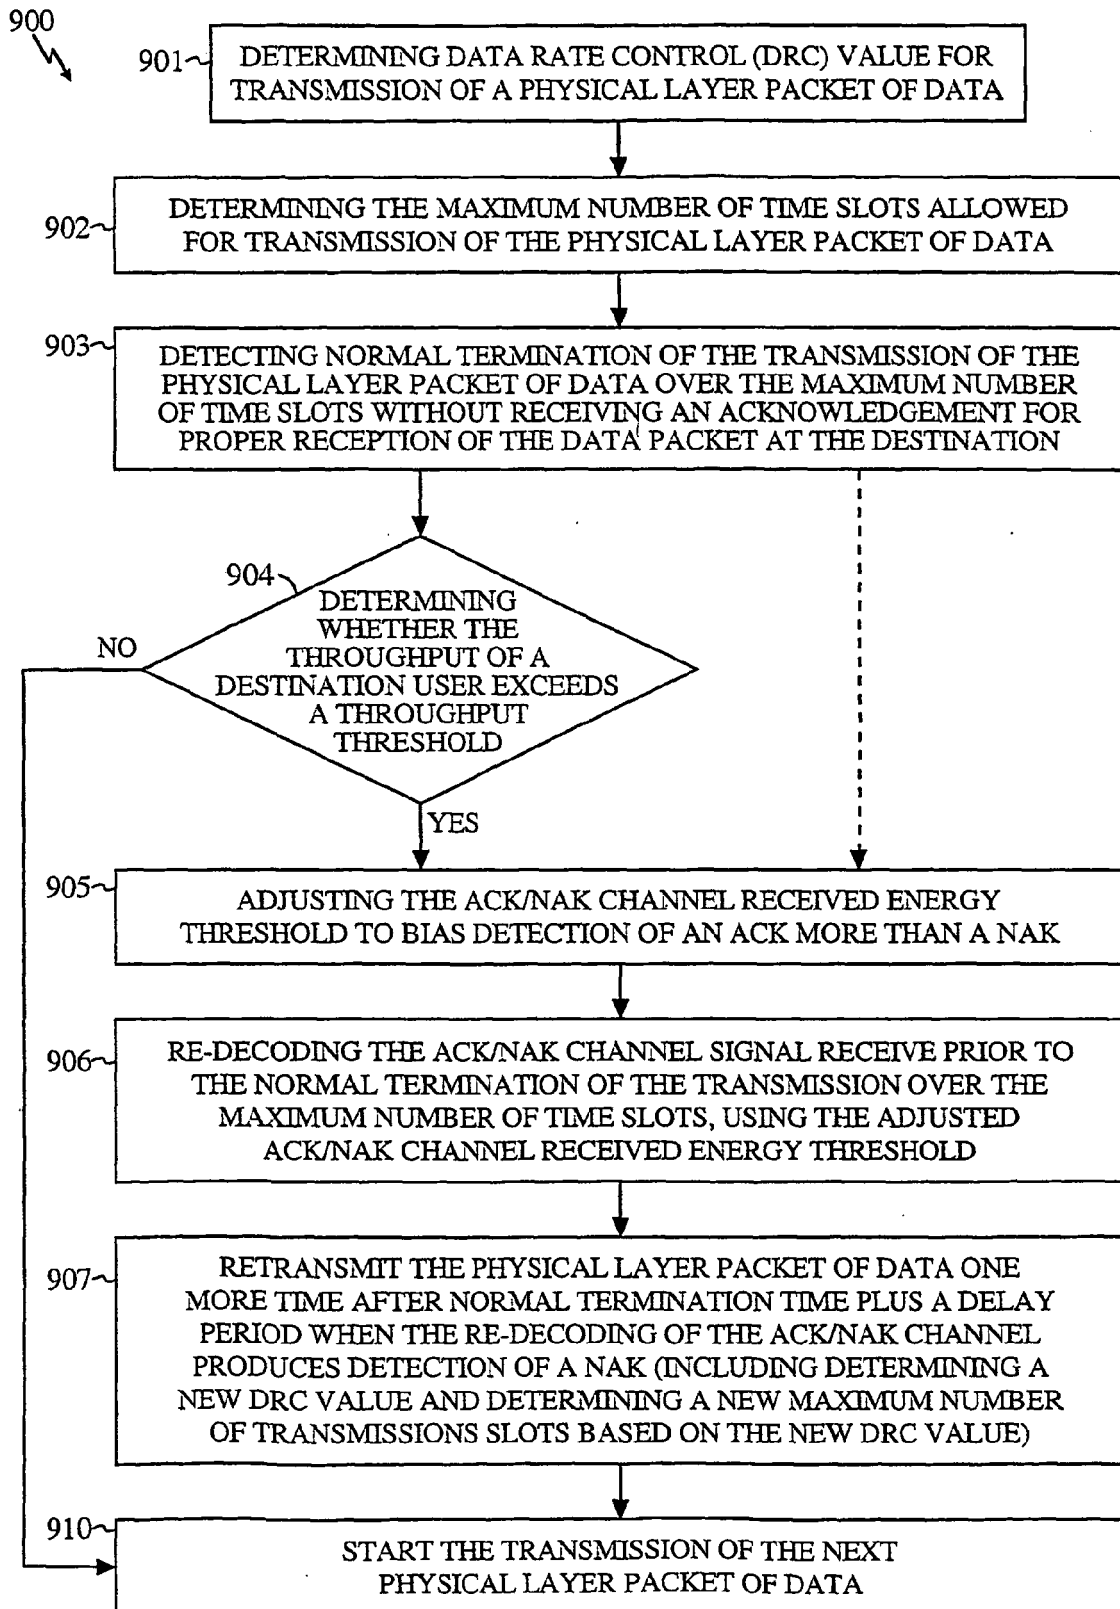 900
901
DETERMINING DATA RATE CONTROL (DRC) VALUE FOR
TRANSMISSION OF A PHYSICAL LAYER PACKET OF DATA
902
DETERMINING THE MAXIMUM NUMBER OF TIME SLOTS ALLOWED
FOR TRANSMISSION OF THE PHYSICAL LAYER PACKET OF DATA
903
DETECTING NORMAL TERMINATION OF THE TRANSMISSION OF THE
PHYSICAL LAYER PACKET OF DATA OVER THE MAXIMUM NUMBER
OF TIME SLOTS WITHOUT RECEIVING AN ACKNOWLEDGEMENT FOR
PROPER RECEPTION OF THE DATA PACKET AT THE DESTINATION
904
DETERMINING
WHETHER THE
THROUGHPUT OF A
DESTINATION USER EXCEEDS
A THROUGHPUT
THRESHOLD
NO
YES
905
ADJUSTING THE ACK/NAK CHANNEL RECEIVED ENERGY
THRESHOLD TO BIAS DETECTION OF AN ACK MORE THAN A NAK
906
RE-DECODING THE ACK/NAK CHANNEL SIGNAL RECEIVE PRIOR TO
THE NORMAL TERMINATION OF THE TRANSMISSION OVER THE
MAXIMUM NUMBER OF TIME SLOTS, USING THE ADJUSTED
ACK/NAK CHANNEL RECEIVED ENERGY THRESHOLD
907
RETRANSMIT THE PHYSICAL LAYER PACKET OF DATA ONE
MORE TIME AFTER NORMAL TERMINATION TIME PLUS A DELAY
PERIOD WHEN THE RE-DECODING OF THE ACK/NAK CHANNEL
PRODUCES DETECTION OF A NAK (INCLUDING DETERMINING A
NEW DRC VALUE AND DETERMINING A NEW MAXIMUM NUMBER
OF TRANSMISSIONS SLOTS BASED ON THE NEW DRC VALUE)
910
START THE TRANSMISSION OF THE NEXT
PHYSICAL LAYER PACKET OF DATA